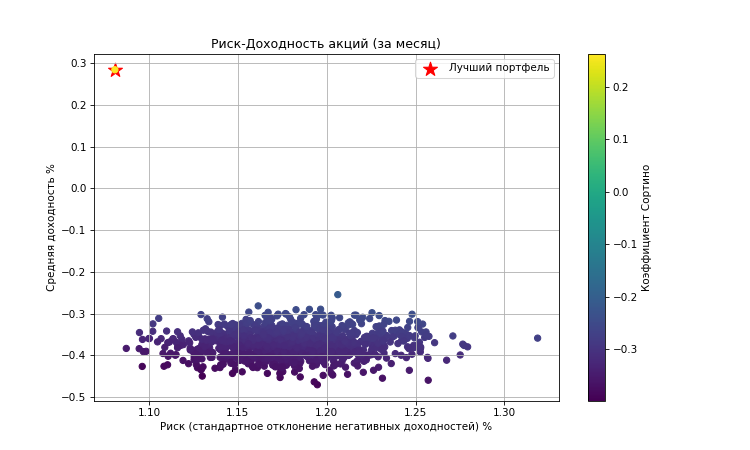 Риск-Доходность акций (за месяц)
Лучший портфель
0.3
0.2
0.1
0.0
−0.1
−0.2
−0.3
−0.4
−0.5
Средняя доходность %
1.10 1.15 1.20 1.25 1.30
Риск (стандартное отклонение негативных доходностей) %
0.2
0.1
0.0
−0.1
−0.2
−0.3
Коэффициент Сортино